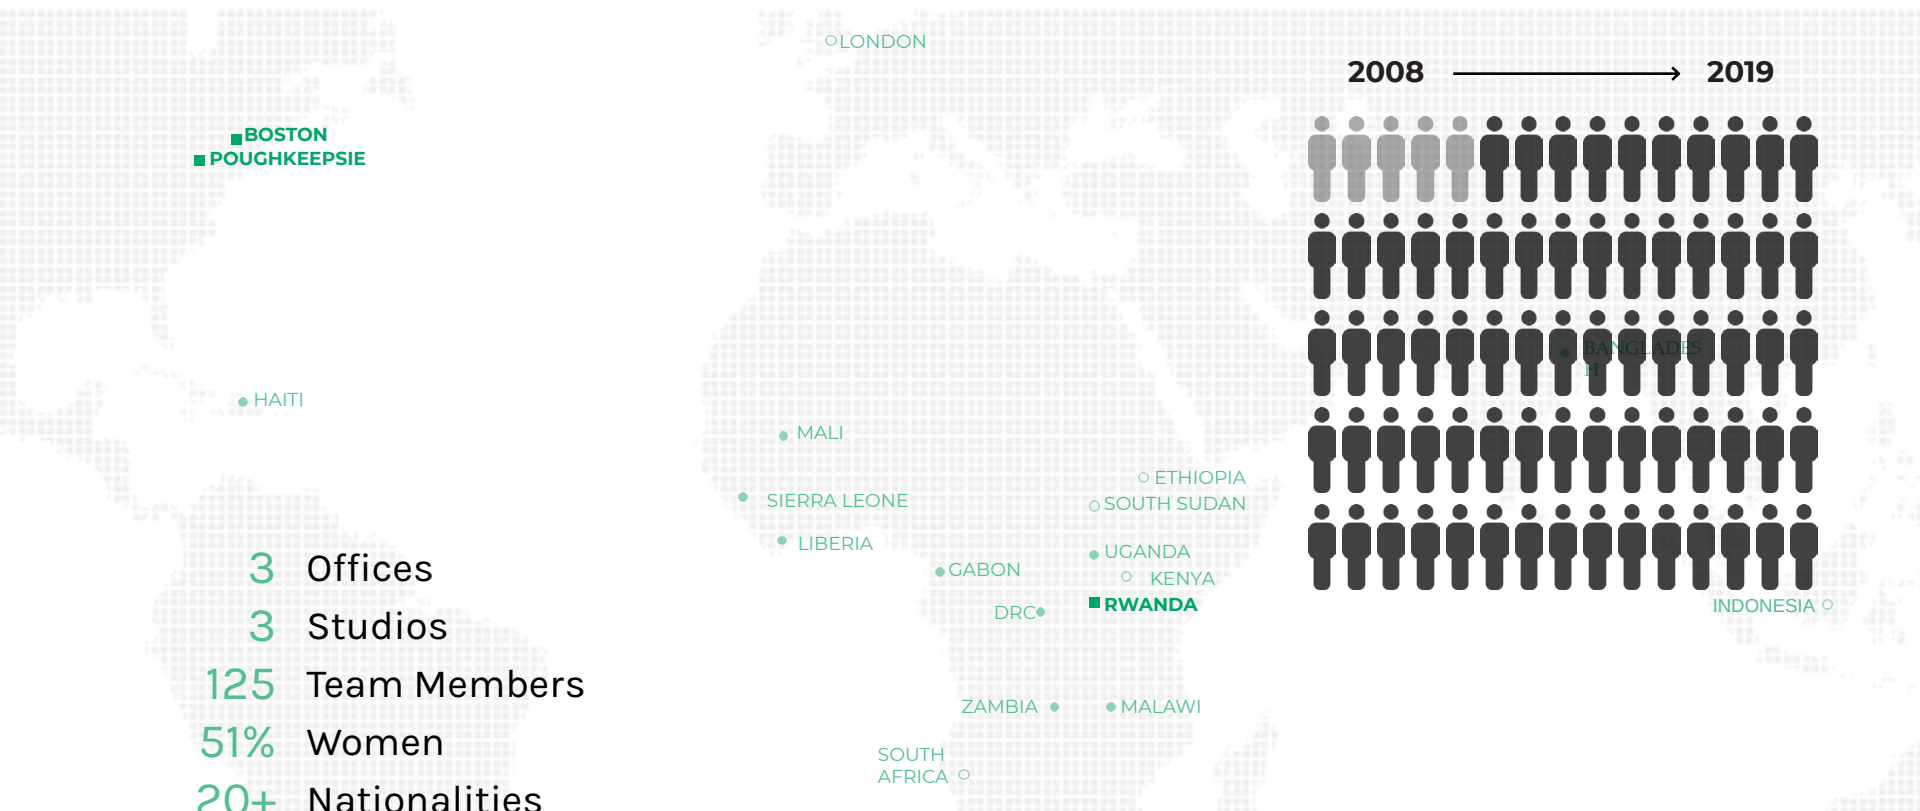 LONDON
2008
2019
BOSTON
POUGHKEEPSIE
BANGLADES
H
HAITI
MALI
ETHIOPIA
SIERRA LEONE
SOUTH SUDAN
LIBERIA
UGANDA
GABON
KENYA
RWANDA
DRC
INDONESIA
3 Offices
3 Studios
125 Team Members
51% Women
20+ Nationalities
ZAMBIA
MALAWI
SOUTH
AFRICA